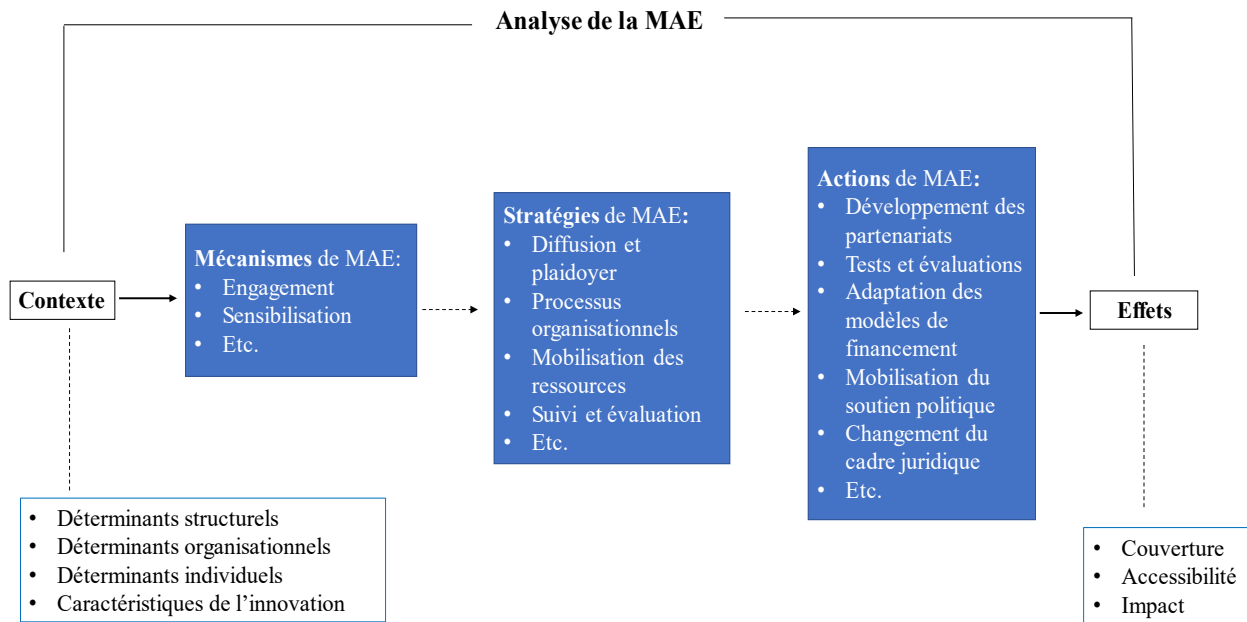 Analyse de la MAE
Contexte
• Déterminants structurels
• Déterminants organisationnels
• Déterminants individuels
• Caractéristiques de l’innovation
Mécanismes de MAE:
• Engagement
• Sensibilisation
• Etc.
Stratégies de MAE:
• Diffusion et
plaidoyer
• Processus
organisationnels
• Mobilisation des
ressources
• Suivi et évaluation
• Etc.
Actions de MAE:
• Développement des
partenariats
• Tests et évaluations
• Adaptation des
modèles de
financement
• Mobilisation du
soutien politique
• Changement du
cadre juridique
• Etc.
Effets
• Couverture
• Accessibilité
• Impact